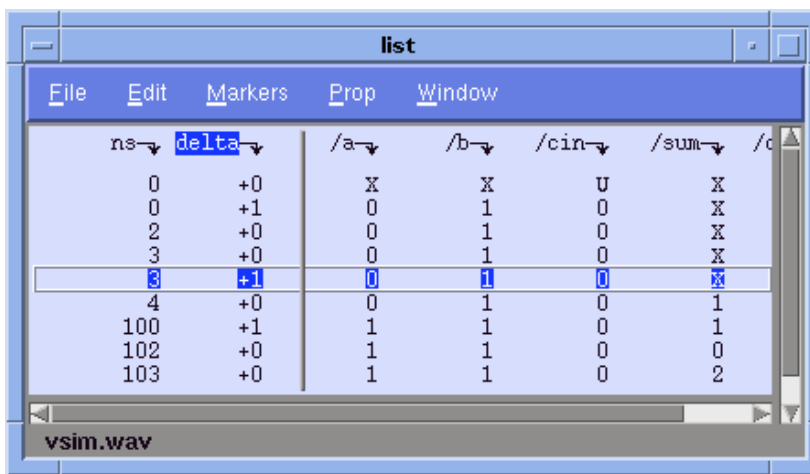 list
File Edit Markers Prop Window
ns delta /a /b /cin /sum
0 +0 X X U X
0 +1 0 1 0 X
2 +0 0 1 0 X
3 +0 0 1 0 X
3 +1 0 1 0 X
4 +0 0 1 0 1
100 +1 1 1 0 1
102 +0 1 1 0 0
103 +0 1 1 0 2
vsim.wav